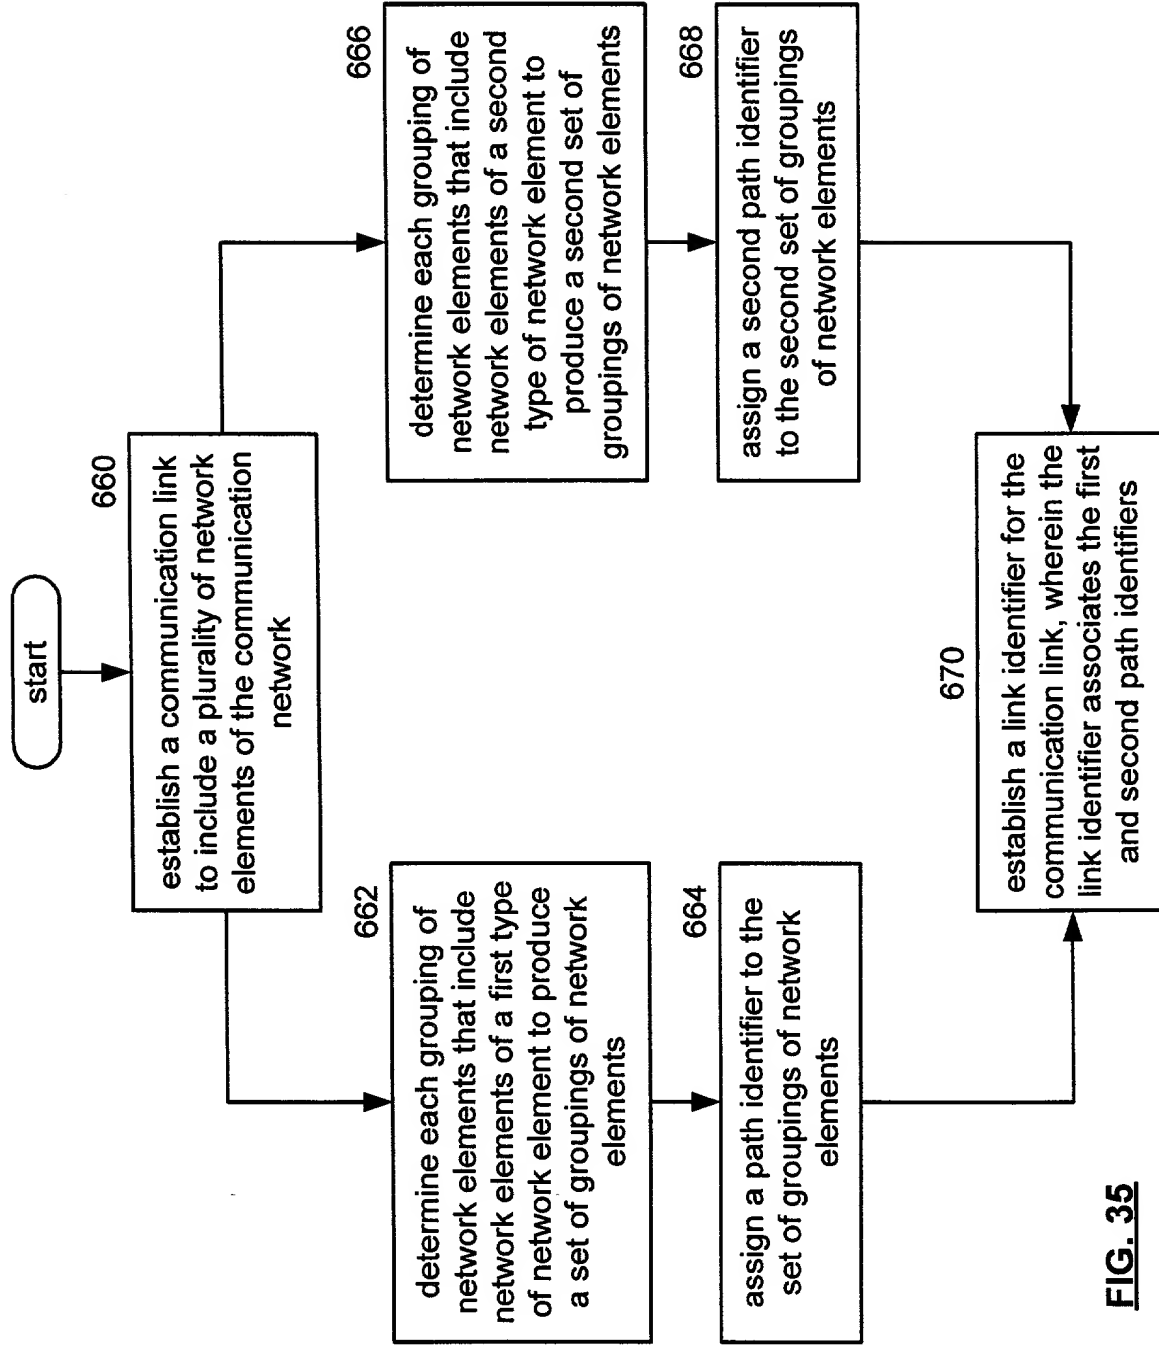 start
660
establish a communication link
to include a plurality of network
elements of the communication
network
662
determine each grouping of
network elements that include
network elements of a first type
of network element to produce
a set of groupings of network
elements
664
assign a path identifier to the
set of groupings of network
elements
666
determine each grouping of
network elements that include
network elements of a second
type of network element to
produce a second set of
groupings of network elements
668
assign a second path identifier
to the second set of groupings
of network elements
670
establish a link identifier for the
communication link, wherein the
link identifier associates the first
and second path identifiers
FIG. 35